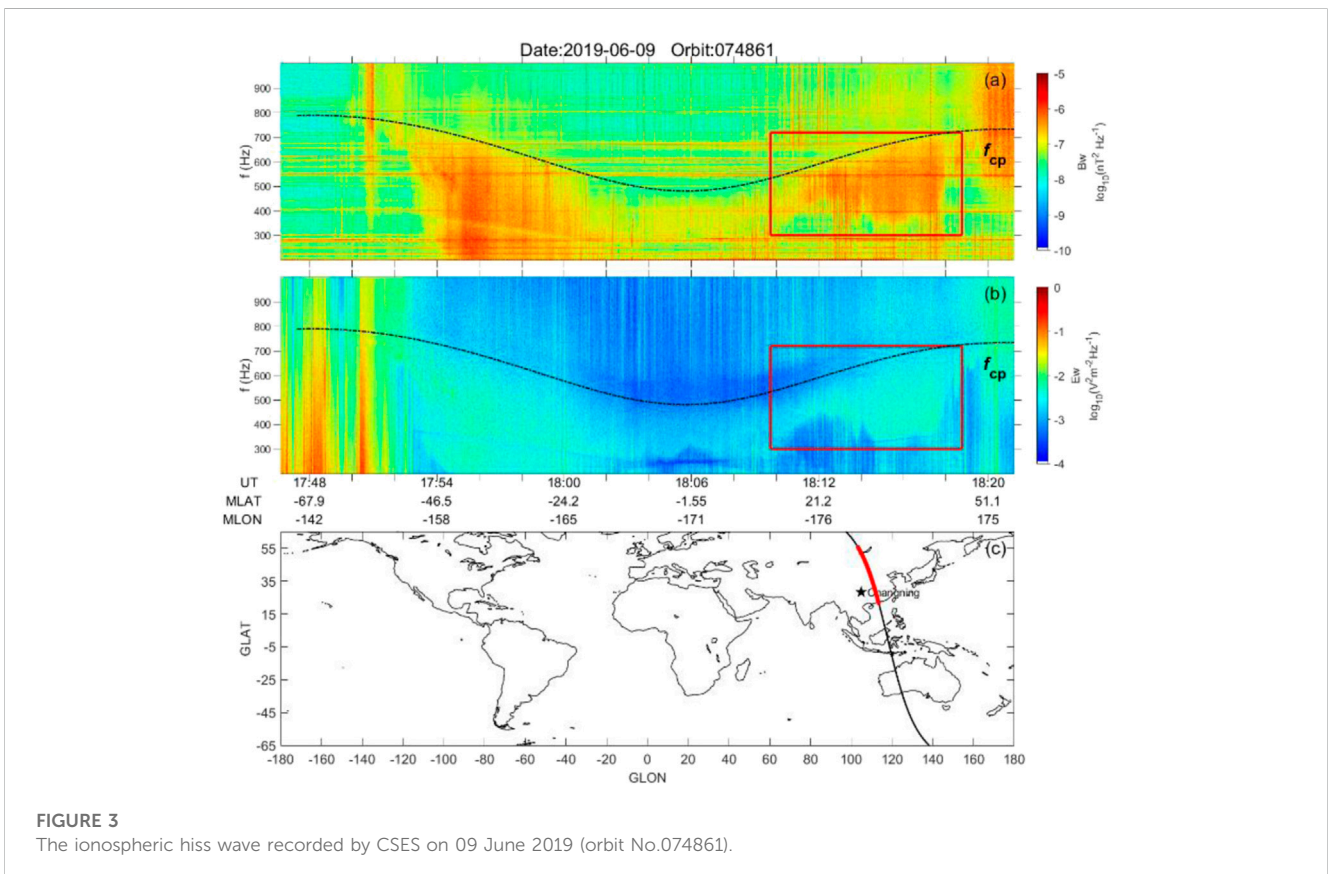 Date:2019-06-09 Orbit:074861
(a)
900
800
700
600
500
400
300
f (Hz)
f_cp
-5
-6
-7
-8
-9
-10
Bw
log10(nT² Hz⁻¹)
(b)
900
800
700
600
500
400
300
f (Hz)
f_cp
0
-1
-2
-3
-4
Ew
log10(V²m⁻²Hz⁻¹)
UT 17:48 17:54 18:00 18:06 18:12 18:20
MLAT -67.9 -46.5 -24.2 -1.55 21.2 51.1
MLON -142 -158 -165 -171 -176 175
(c)
55
35
15
-5
-25
-45
-65
GLAT
Changning
-180 -160 -140 -120 -100 -80 -60 -40 -20 0 20 40 60 80 100 120 140 160 180
GLON
FIGURE 3
The ionospheric hiss wave recorded by CSES on 09 June 2019 (orbit No.074861).